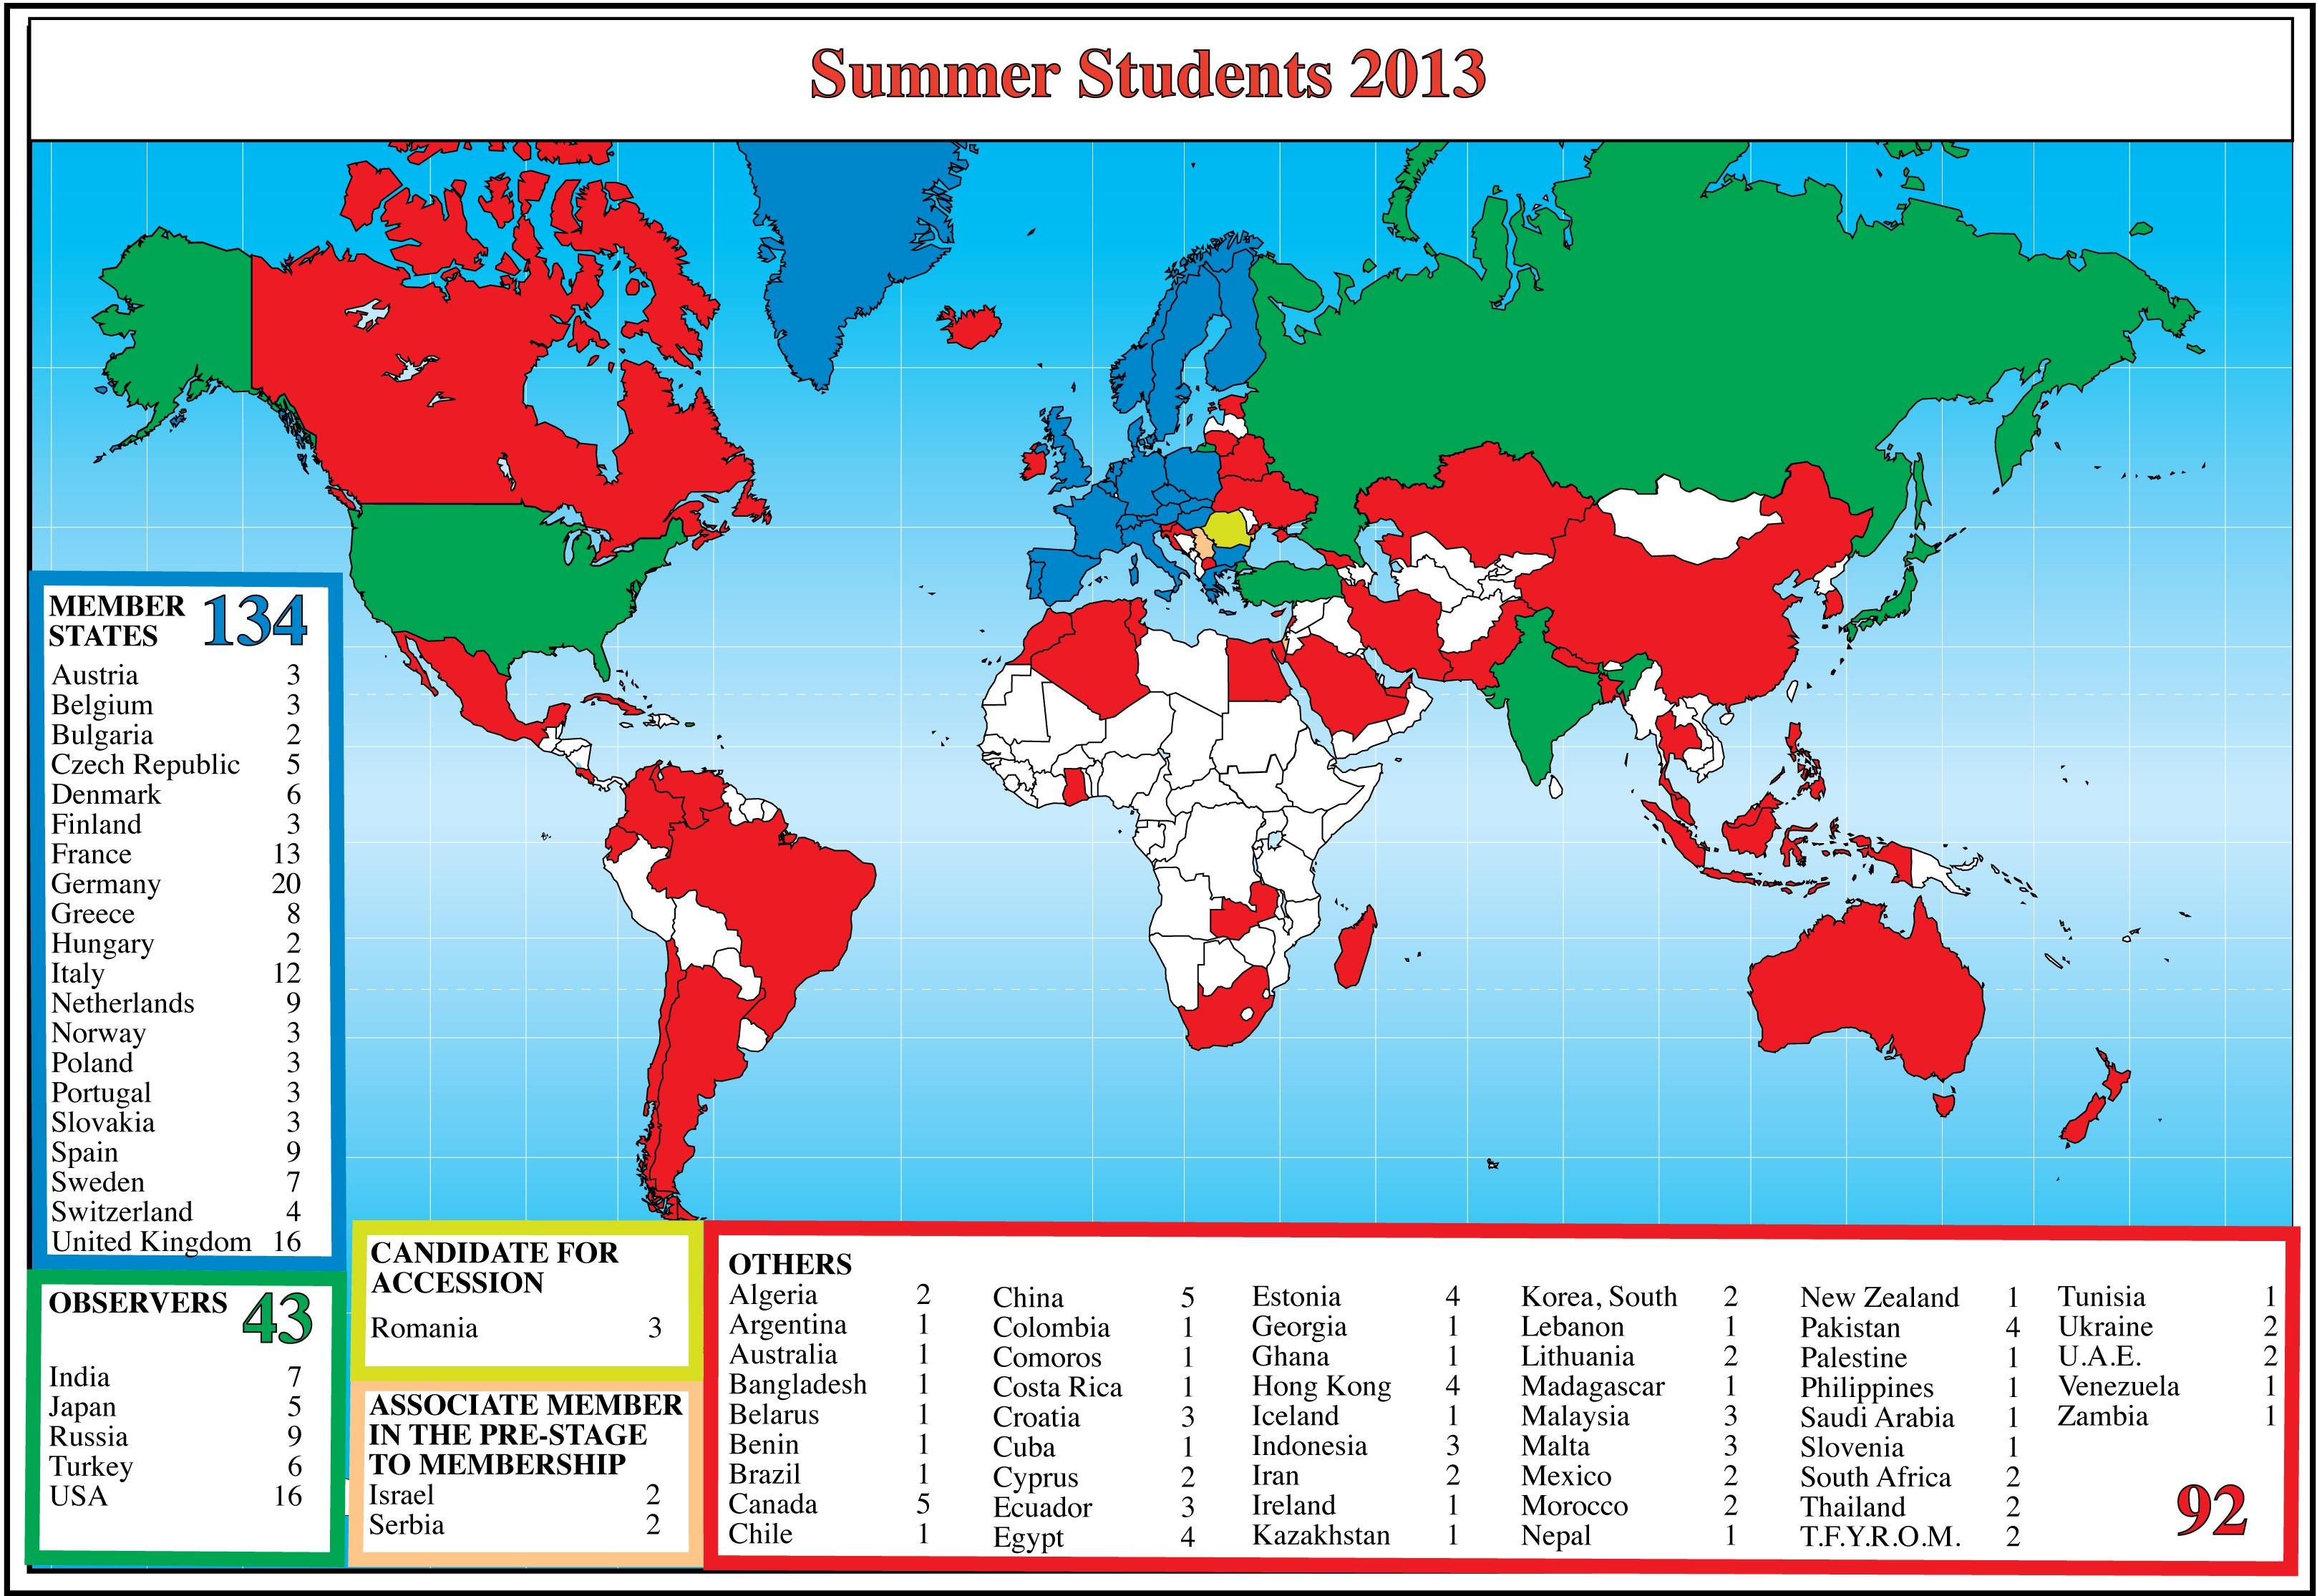 Summer Students 2013
MEMBER STATES 134
Austria 3
Belgium 3
Bulgaria 2
Czech Republic 5
Denmark 6
Finland 3
France 13
Germany 20
Greece 8
Hungary 2
Italy 12
Netherlands 9
Norway 3
Poland 3
Portugal 3
Slovakia 3
Spain 9
Sweden 7
Switzerland 4
United Kingdom 16
OBSERVERS 43
India 7
Japan 5
Russia 9
Turkey 6
USA 16
CANDIDATE FOR
ACCESSION
Romania 3
ASSOCIATE MEMBER
IN THE PRE-STAGE
TO MEMBERSHIP
Israel 2
Serbia 2
OTHERS
Algeria 2
Argentina 1
Australia 1
Bangladesh 1
Belarus 1
Benin 1
Brazil 1
Canada 5
Chile 1
China 5
Colombia 1
Comoros 1
Costa Rica 1
Croatia 3
Cuba 1
Cyprus 2
Ecuador 3
Egypt 4
Estonia 4
Georgia 1
Ghana 1
Hong Kong 4
Iceland 1
Indonesia 3
Iran 2
Ireland 1
Kazakhstan 1
Korea, South 2
Lebanon 1
Lithuania 2
Madagascar 1
Malaysia 3
Malta 3
Mexico 2
Morocco 2
Nepal 1
New Zealand 1
Pakistan 4
Palestine 1
Philippines 1
Saudi Arabia 1
Slovenia 1
South Africa 2
Thailand 2
T.F.Y.R.O.M. 2
Tunisia 1
Ukraine 2
U.A.E. 2
Venezuela 1
Zambia 1
92